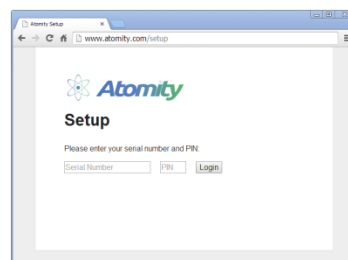 Atomity Setup
www.atomity.com/setup
Atomity
Setup
Please enter your serial number and PIN:
Serial Number PIN Login